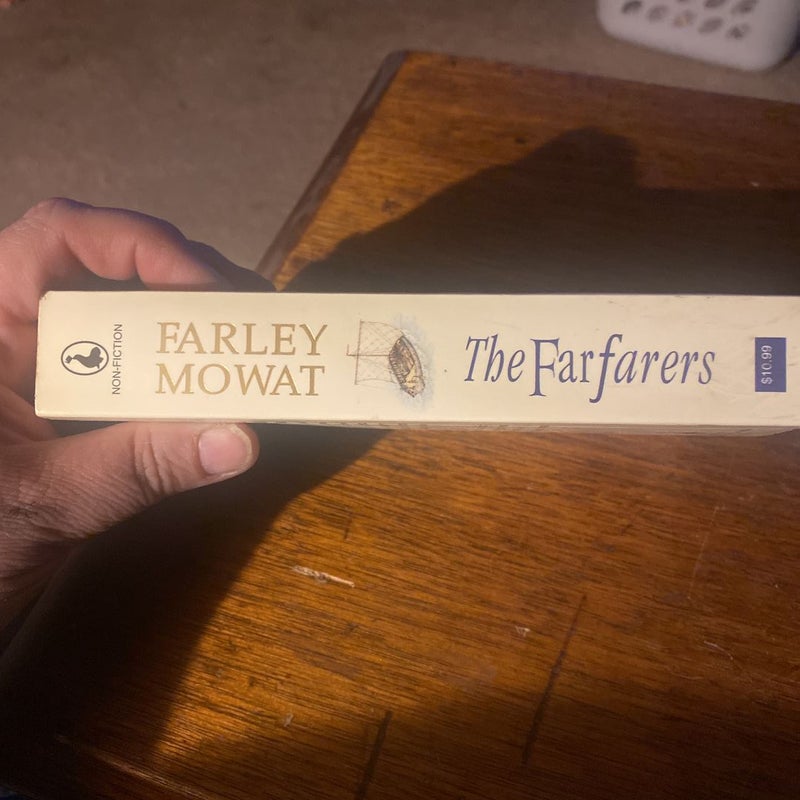 NON-FICTION
FARLEY
MOWAT
The Farfarers
$10.99